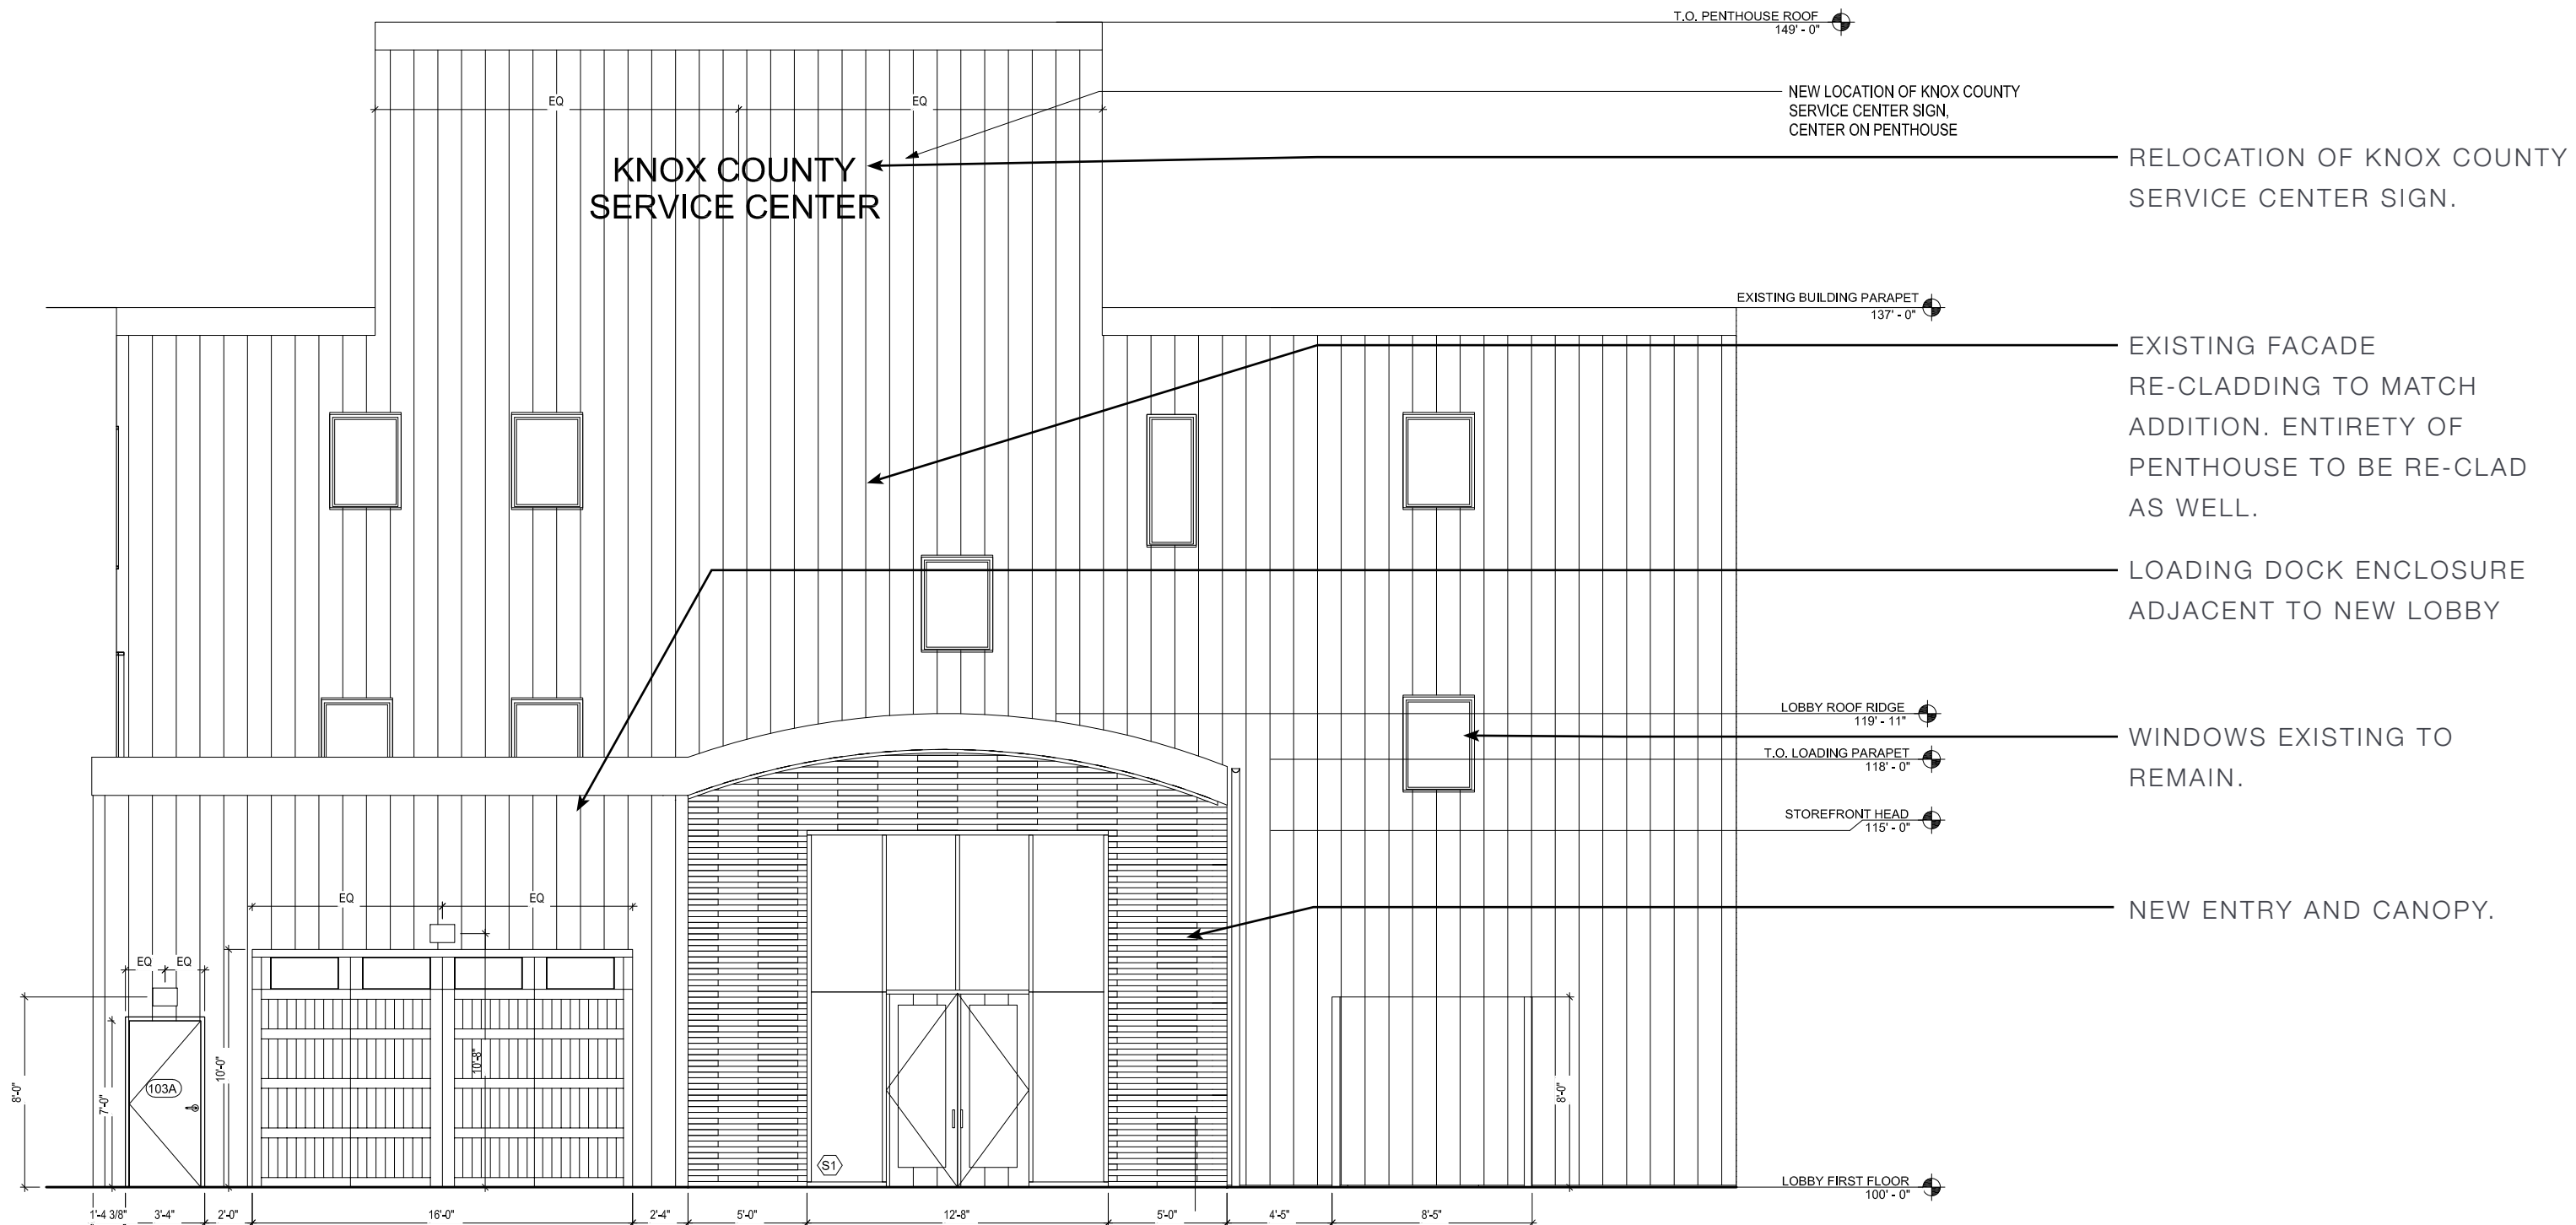 T.O. PENTHOUSE ROOF
149' - 0"
EQ
EQ
NEW LOCATION OF KNOX COUNTY
SERVICE CENTER SIGN,
CENTER ON PENTHOUSE
KNOX COUNTY
SERVICE CENTER
RELOCATION OF KNOX COUNTY
SERVICE CENTER SIGN.
EXISTING BUILDING PARAPET
137' - 0"
EXISTING FACADE
RE-CLADDING TO MATCH
ADDITION. ENTIRETY OF
PENTHOUSE TO BE RE-CLAD
AS WELL.
LOADING DOCK ENCLOSURE
ADJACENT TO NEW LOBBY
LOBBY ROOF RIDGE
119' - 11"
WINDOWS EXISTING TO
REMAIN.
T.O. LOADING PARAPET
118' - 0"
STOREFRONT HEAD
115' - 0"
NEW ENTRY AND CANOPY.
EQ
EQ
EQ
EQ
8'-0"
7'-0"
103A
10'-0"
10'-8"
S1
8'-0"
LOBBY FIRST FLOOR
100' - 0"
1'-4 3/8"
3'-4"
2'-0"
16'-0"
2'-4"
5'-0"
12'-8"
5'-0"
4'-5"
8'-5"